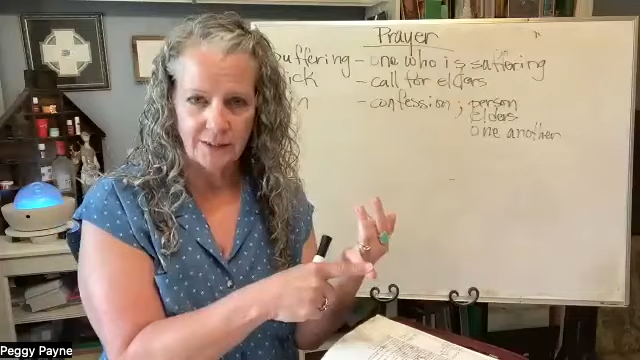 Prayer
uffering - one who is suffering
ick - call for elders
n - confession ; person
elders
one another
Peggy Payne